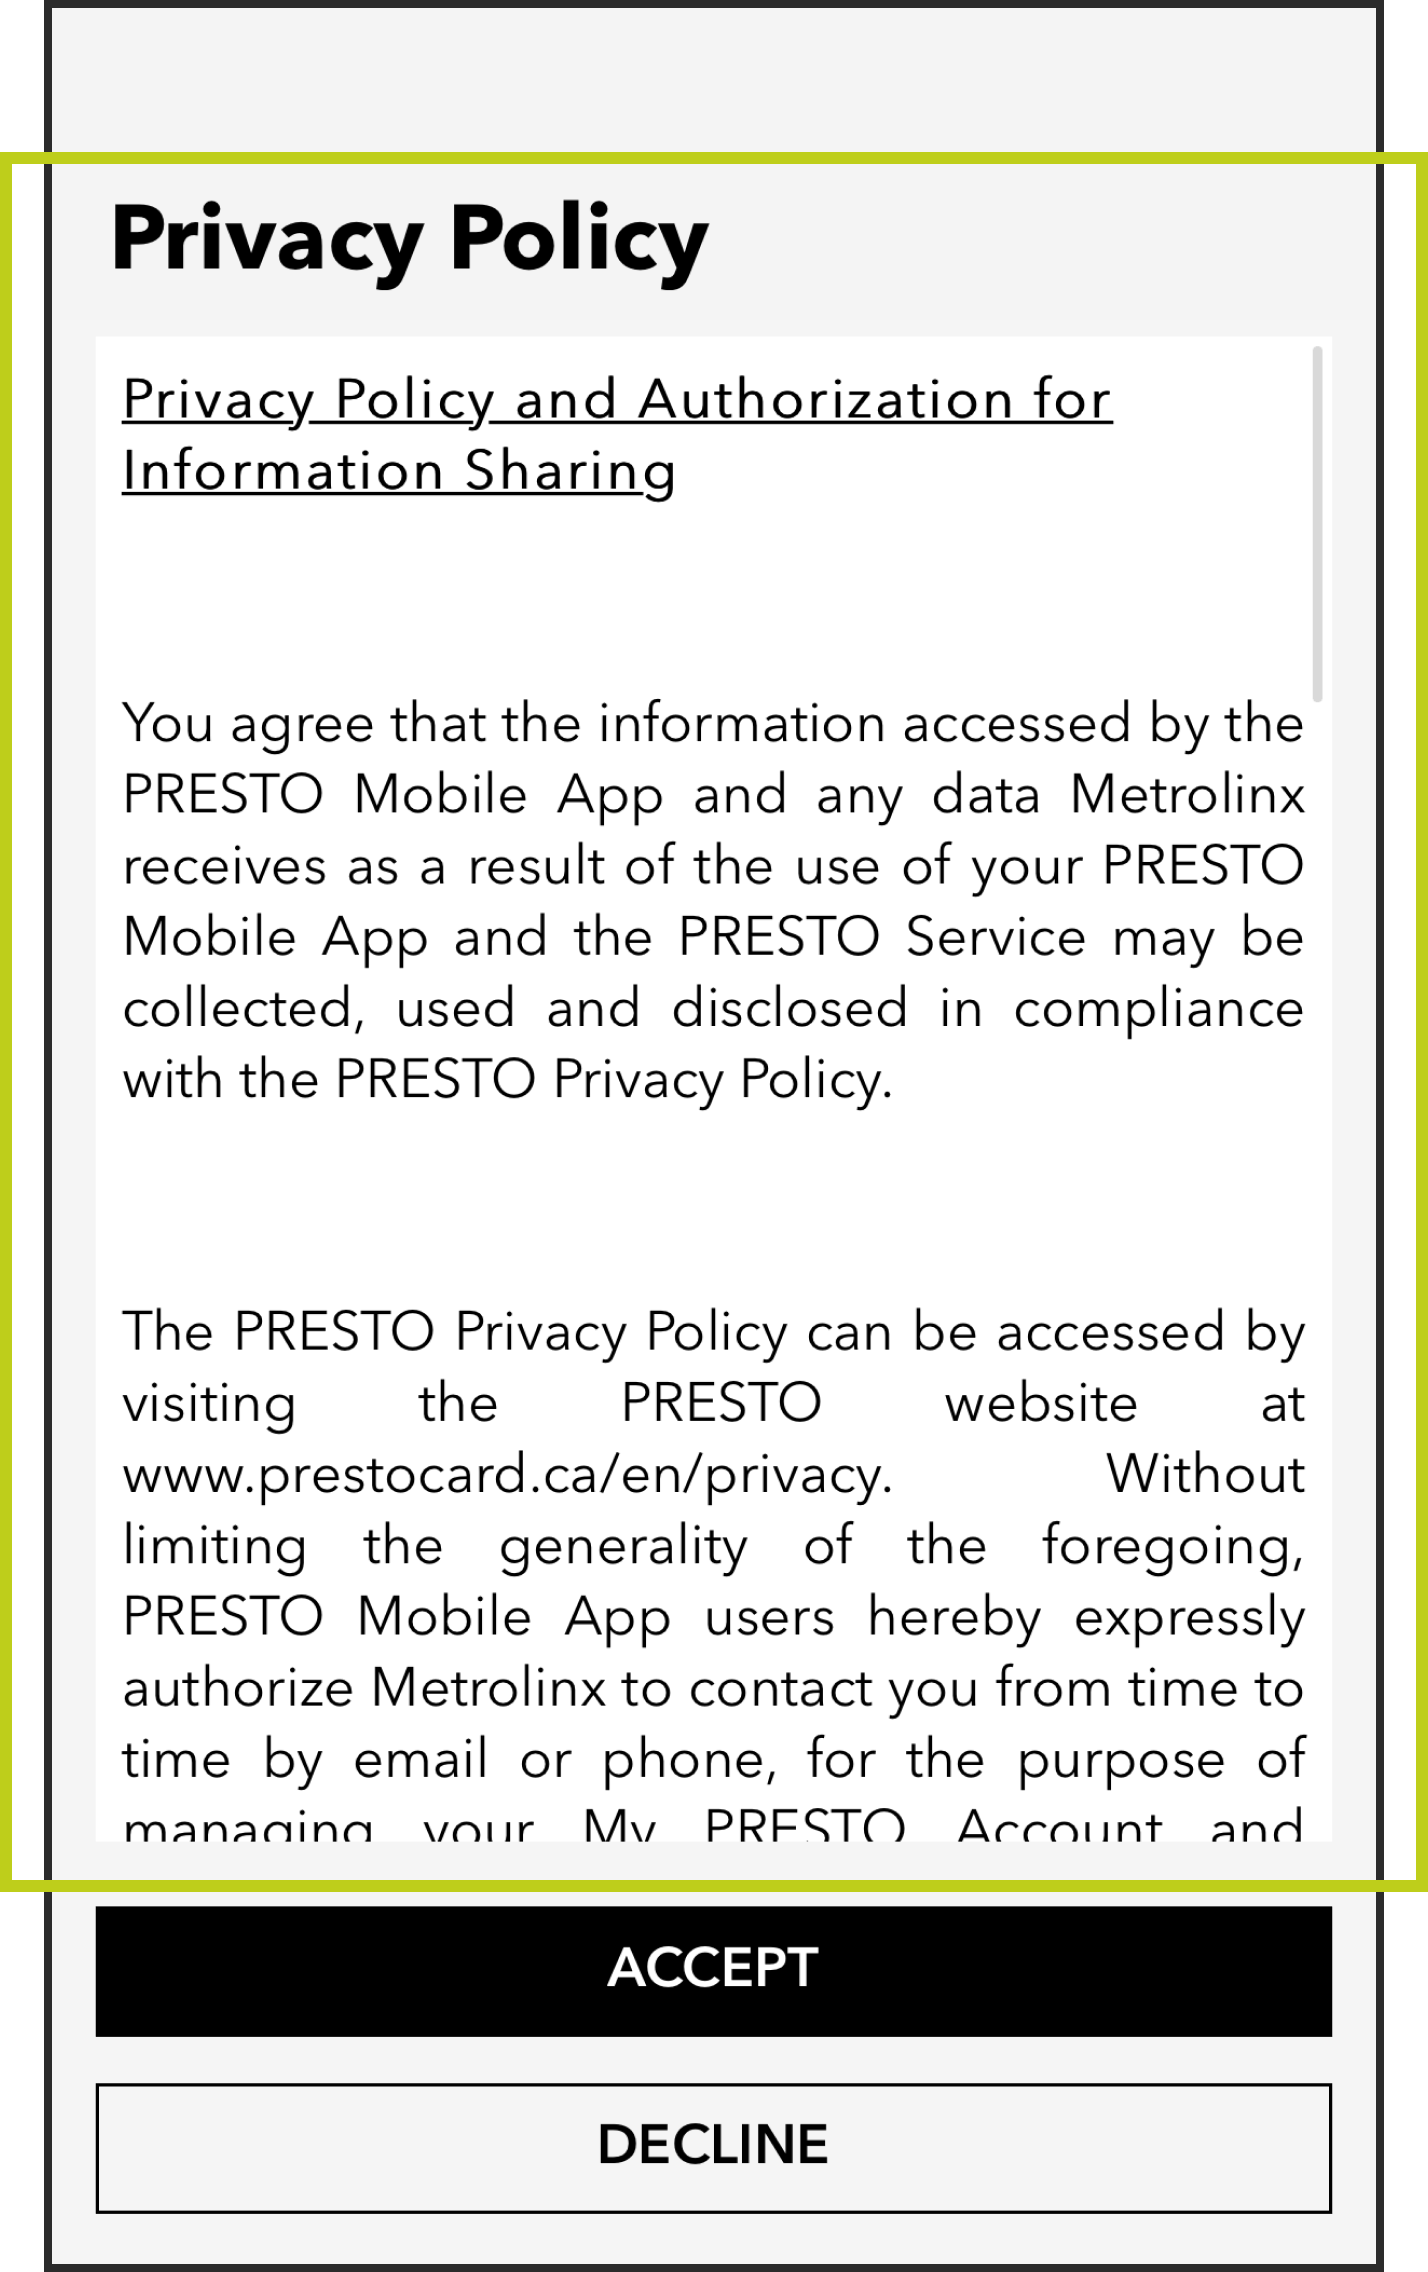 Privacy Policy
Privacy Policy and Authorization for
Information Sharing
You agree that the information accessed by the
PRESTO Mobile App and any data Metrolinx
receives as a result of the use of your PRESTO
Mobile App and the PRESTO Service may be
collected, used and disclosed in compliance
with the PRESTO Privacy Policy.
The PRESTO Privacy Policy can be accessed by
visiting the PRESTO website at
www.prestocard.ca/en/privacy. Without
limiting the generality of the foregoing,
PRESTO Mobile App users hereby expressly
authorize Metrolinx to contact you from time to
time by email or phone, for the purpose of
managing your My PRESTO Account and
ACCEPT
DECLINE